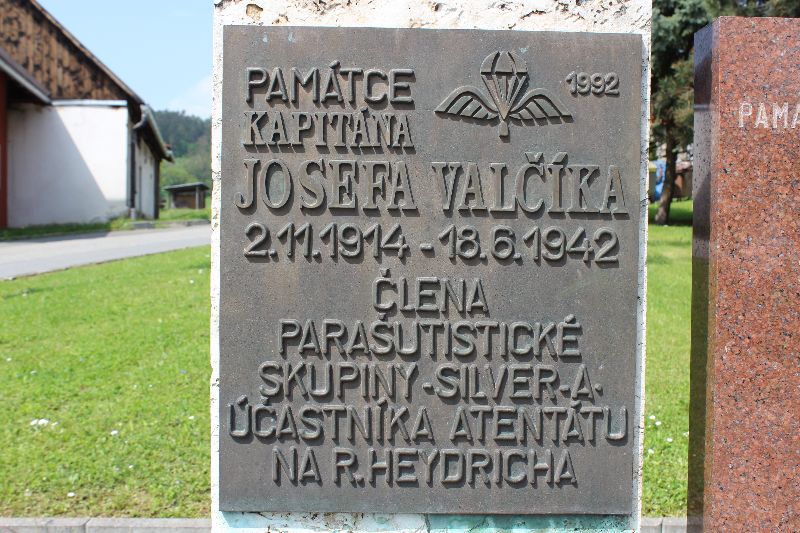 PAMÁTCE
1992
KAPITÁNA
JOSEFA VALČÍKA
2.11.1914 - 18.6.1942
ČLENA
PARAŠUTISTICKÉ
SKUPINY-SILVER-A.
ÚČASTNÍKA ATENTÁTU
NA R.HEYDRICHA